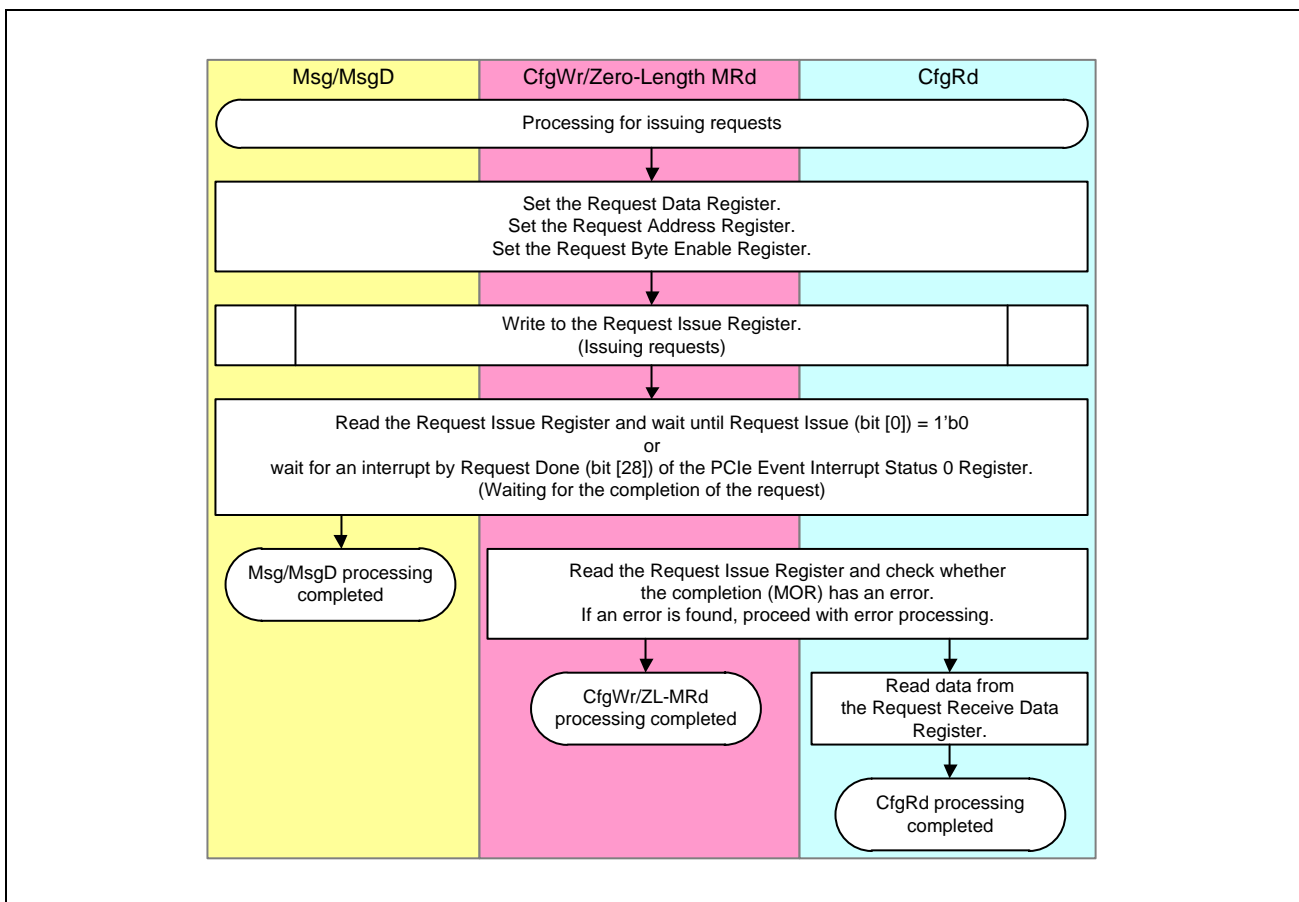 Msg/MsgD
CfgWr/Zero-Length MRd
CfgRd
Processing for issuing requests
Set the Request Data Register.
Set the Request Address Register.
Set the Request Byte Enable Register.
Write to the Request Issue Register.
(Issuing requests)
Read the Request Issue Register and wait until Request Issue (bit [0]) = 1’b0
or
wait for an interrupt by Request Done (bit [28]) of the PCIe Event Interrupt Status 0 Register.
(Waiting for the completion of the request)
Msg/MsgD processing
completed
Read the Request Issue Register and check whether
the completion (MOR) has an error.
If an error is found, proceed with error processing.
CfgWr/ZL-MRd
processing completed
Read data from
the Request Receive Data
Register.
CfgRd processing
completed